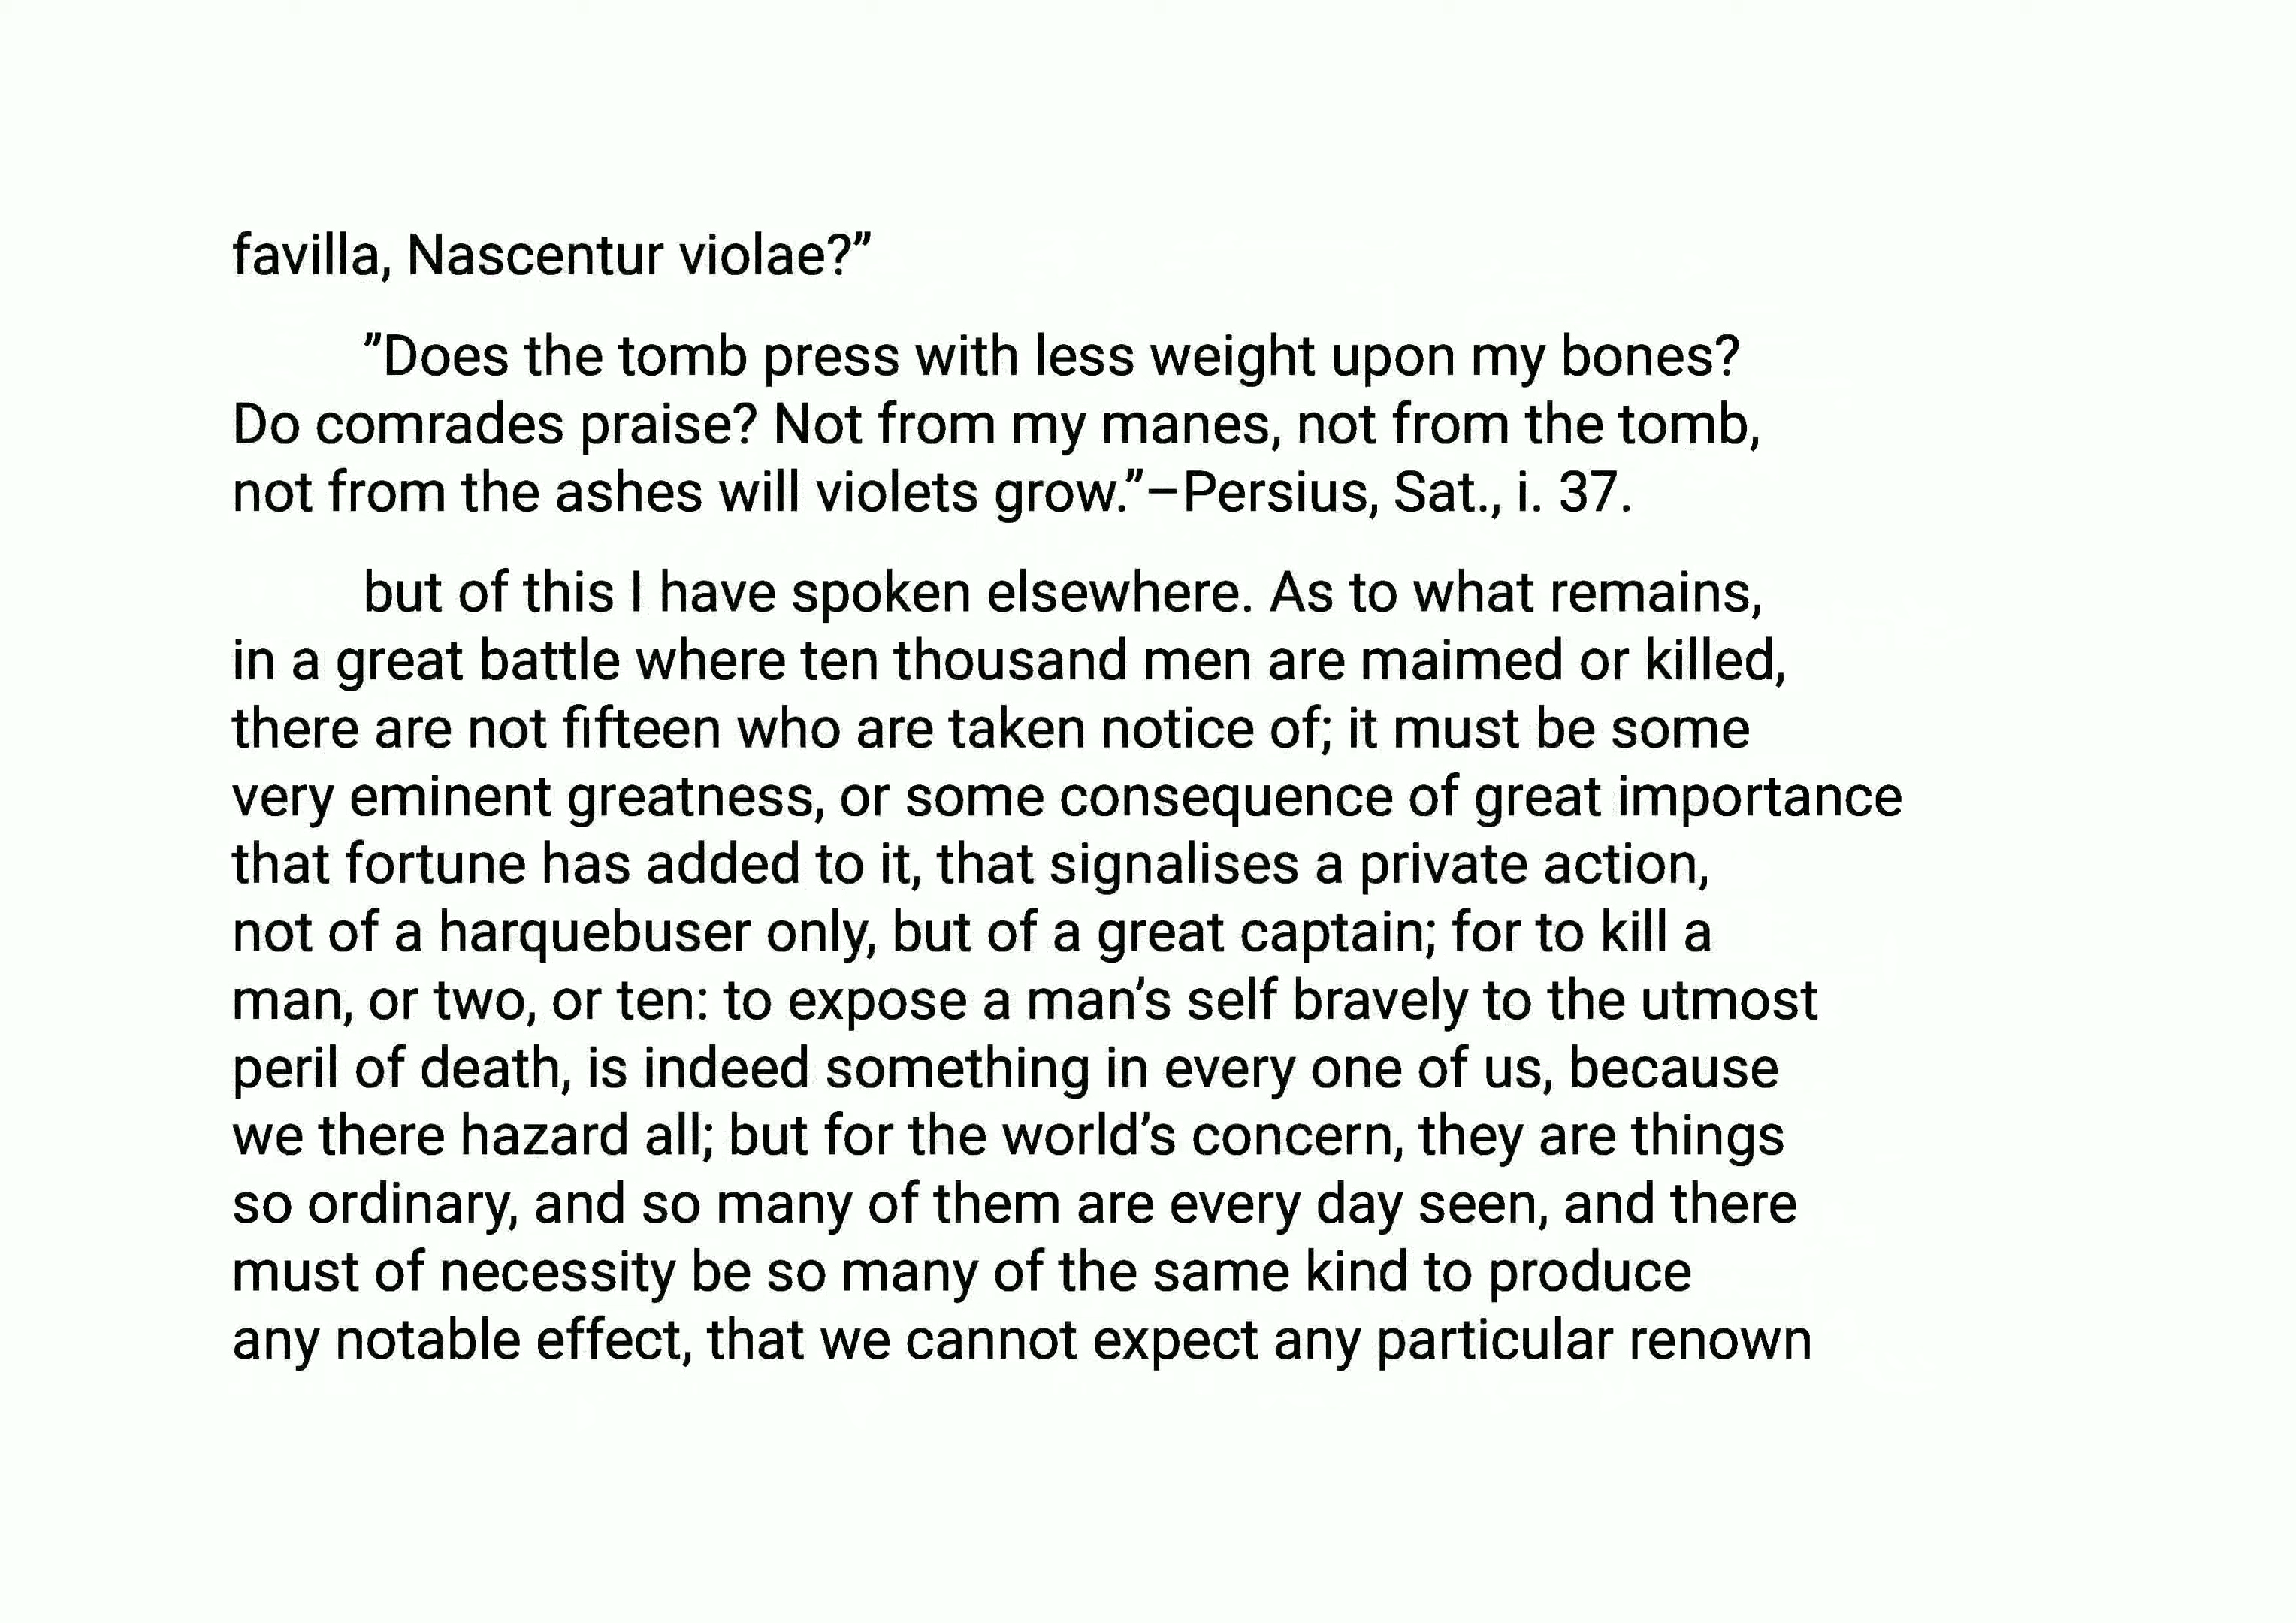 favilla, Nascentur violae?”
”Does the tomb press with less weight upon my bones?
Do comrades praise? Not from my manes, not from the tomb,
not from the ashes will violets grow.”–Persius, Sat., i. 37.
but of this I have spoken elsewhere. As to what remains,
in a great battle where ten thousand men are maimed or killed,
there are not fifteen who are taken notice of; it must be some
very eminent greatness, or some consequence of great importance
that fortune has added to it, that signalises a private action,
not of a harquebuser only, but of a great captain; for to kill a
man, or two, or ten: to expose a man’s self bravely to the utmost
peril of death, is indeed something in every one of us, because
we there hazard all; but for the world’s concern, they are things
so ordinary, and so many of them are every day seen, and there
must of necessity be so many of the same kind to produce
any notable effect, that we cannot expect any particular renown